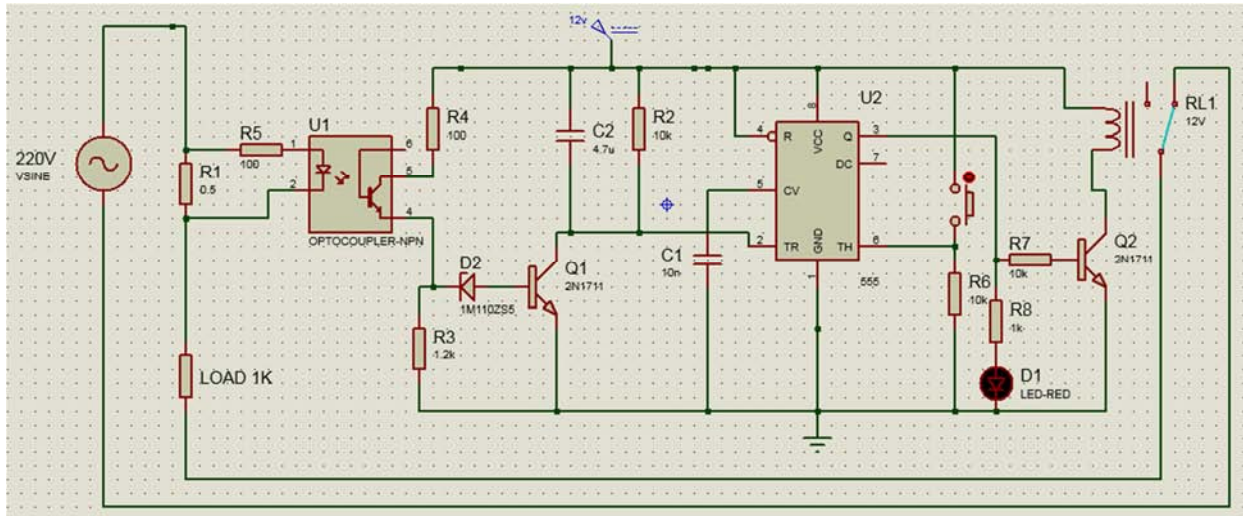 12v
220V
VSINE
R5
100
R1
0.5
LOAD 1K
U1
1
2
6
5
4
OPTOCOUPLER-NPN
R4
100
C2
4.7u
R2
10k
D2
1M110ZS5
Q1
2N1711
R3
1.2k
C1
10n
U2
555
4
R
5
CV
2
TR
8
VCC
GND
1
Q
3
DC
7
TH
6
R6
10k
R7
10k
R8
1k
D1
LED-RED
Q2
2N1711
RL1
12V